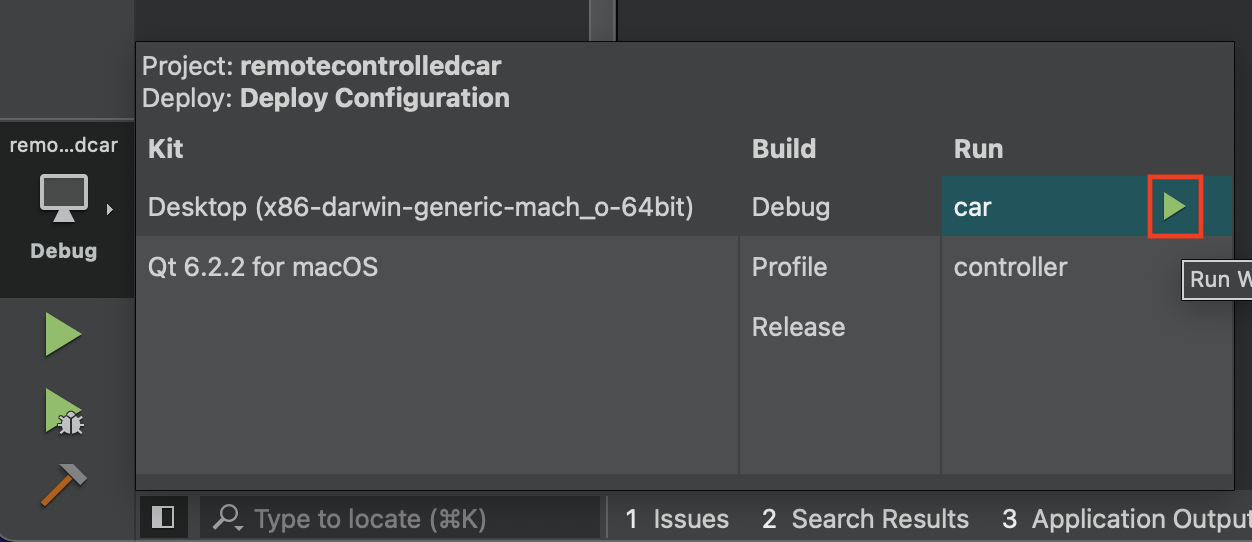 Project: remotecontrolledcar
Deploy: Deploy Configuration
remo...dcar
Kit Build Run
Desktop (x86-darwin-generic-mach_o-64bit) Debug car
Debug
Qt 6.2.2 for macOS Profile controller
Run
Release
Type to locate (⌘K) 1 Issues 2 Search Results 3 Application Output